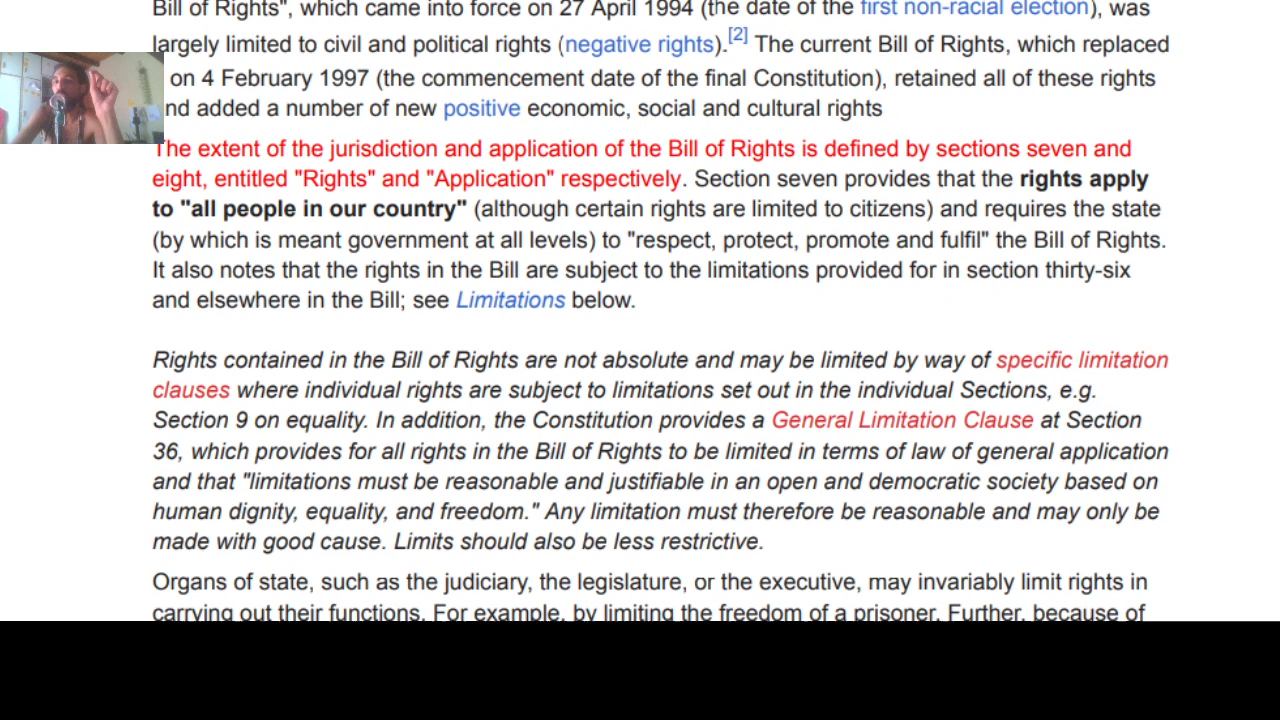 Bill of Rights", which came into force on 27 April 1994 (the date of the first non-racial election), was
largely limited to civil and political rights (negative rights).[2] The current Bill of Rights, which replaced
on 4 February 1997 (the commencement date of the final Constitution), retained all of these rights
nd added a number of new positive economic, social and cultural rights
The extent of the jurisdiction and application of the Bill of Rights is defined by sections seven and
eight, entitled "Rights" and "Application" respectively. Section seven provides that the rights apply
to "all people in our country" (although certain rights are limited to citizens) and requires the state
(by which is meant government at all levels) to "respect, protect, promote and fulfil" the Bill of Rights.
It also notes that the rights in the Bill are subject to the limitations provided for in section thirty-six
and elsewhere in the Bill; see Limitations below.
Rights contained in the Bill of Rights are not absolute and may be limited by way of specific limitation
clauses where individual rights are subject to limitations set out in the individual Sections, e.g.
Section 9 on equality. In addition, the Constitution provides a General Limitation Clause at Section
36, which provides for all rights in the Bill of Rights to be limited in terms of law of general application
and that "limitations must be reasonable and justifiable in an open and democratic society based on
human dignity, equality, and freedom." Any limitation must therefore be reasonable and may only be
made with good cause. Limits should also be less restrictive.
Organs of state, such as the judiciary, the legislature, or the executive, may invariably limit rights in
carrying out their functions. For example, by limiting the freedom of a prisoner. Further, because of